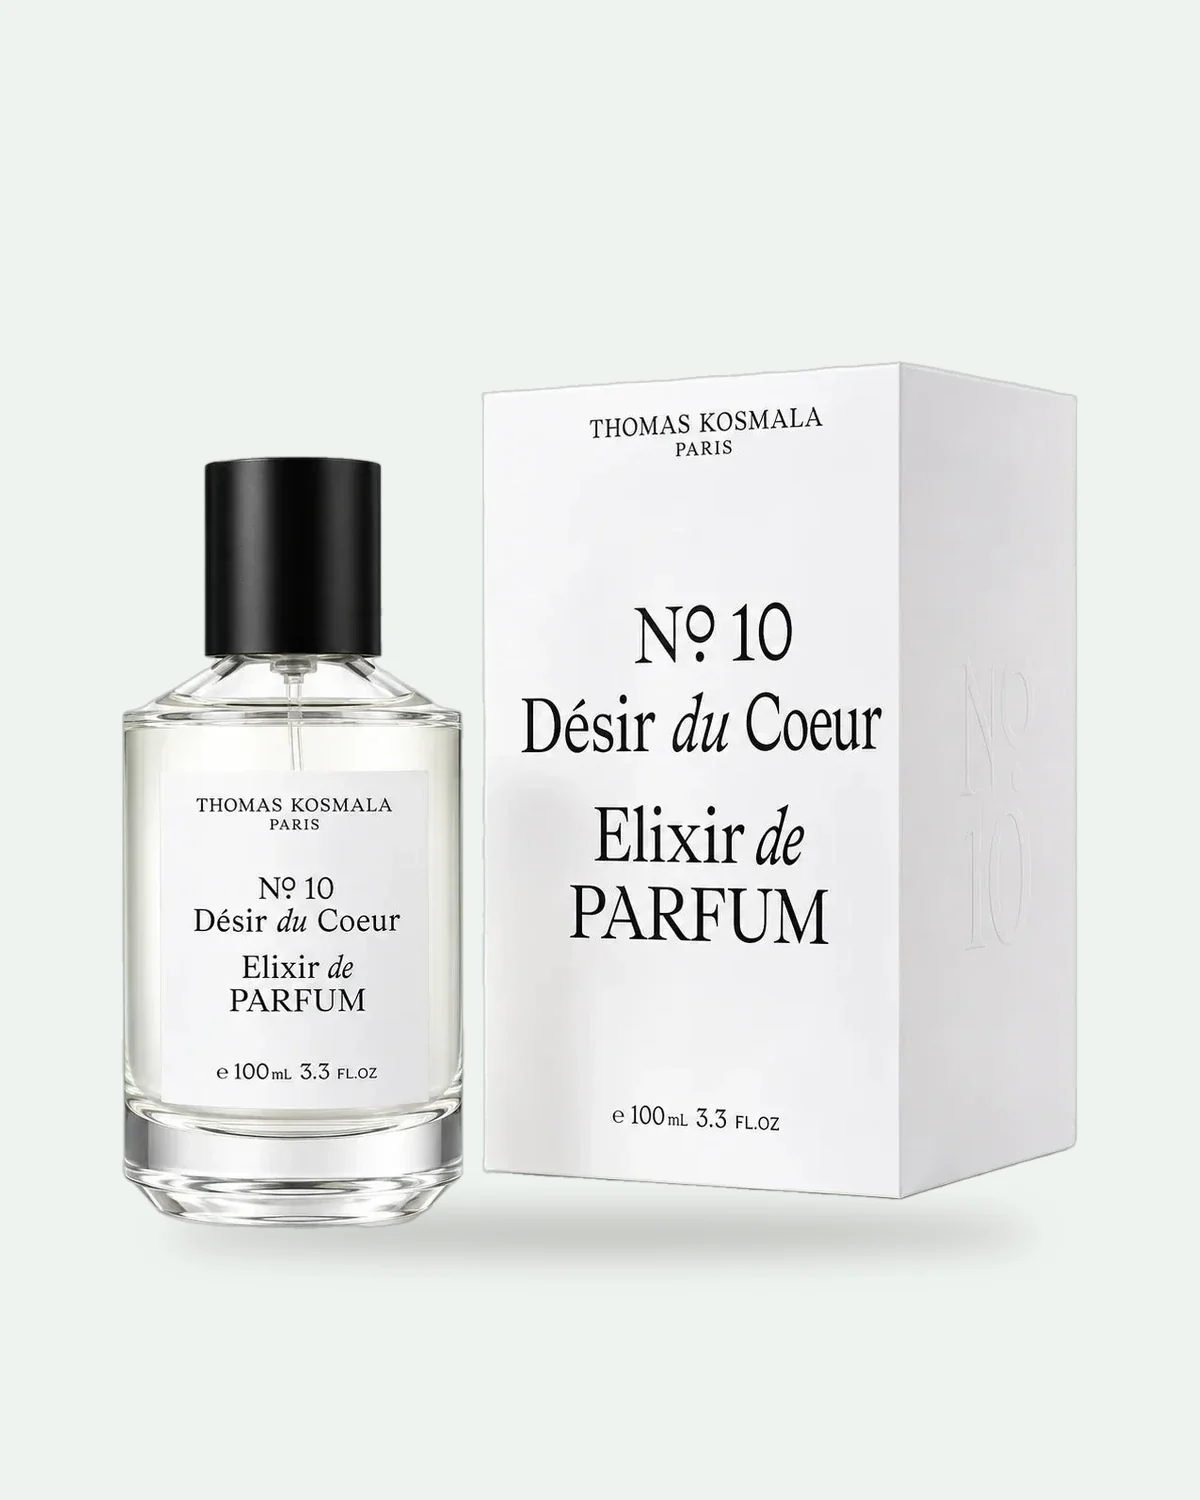 THOMAS KOSMALA
PARIS
Nº 10
Désir du Coeur
Elixir de
PARFUM
e 100mL 3.3 FL.OZ
THOMAS KOSMALA
PARIS
Nº 10
Désir du Coeur
Elixir de
PARFUM
e 100mL 3.3 FL.OZ
Nº
10